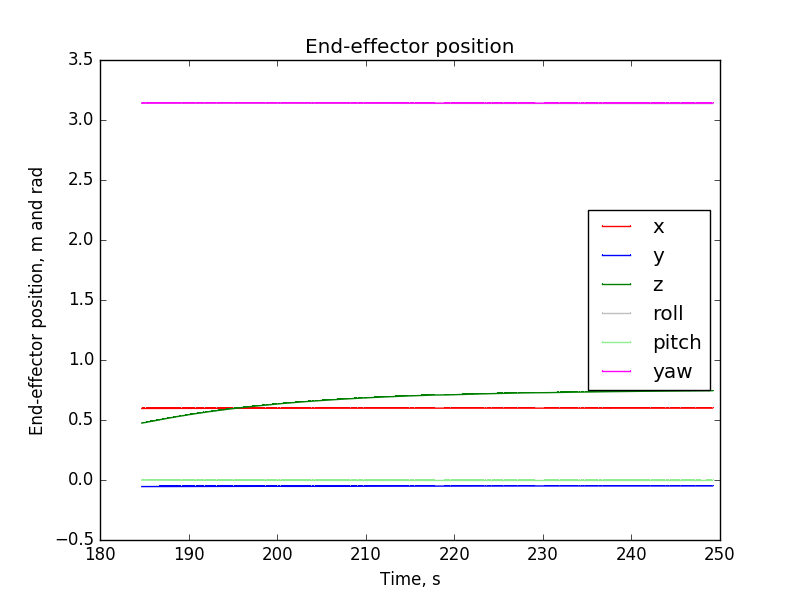 End-effector position
3.5
3.0
2.5
2.0
1.5
1.0
0.5
0.0
−0.5
End-effector position, m and rad
x
y
z
roll
pitch
yaw
180 190 200 210 220 230 240 250
Time, s